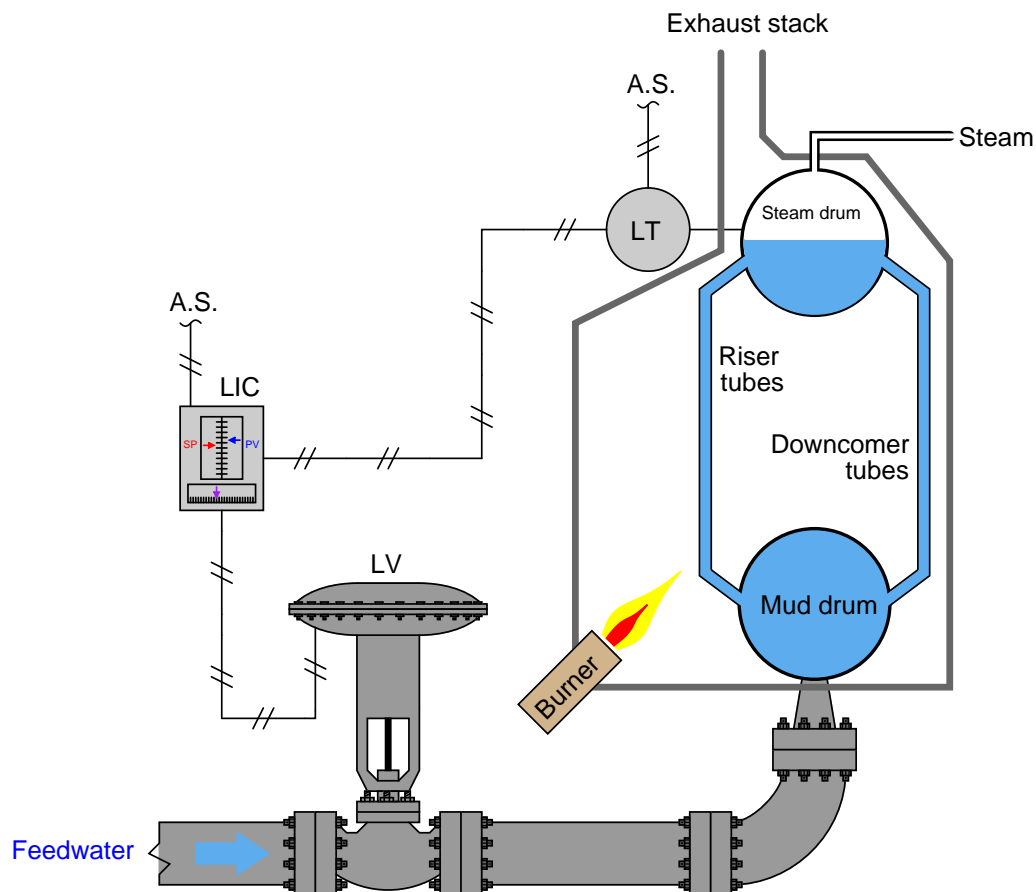 Exhaust stack
A.S.
Steam
Steam drum
LT
A.S.
Riser
tubes
LIC
SP
PV
Downcomer
tubes
LV
Mud drum
Burner
Feedwater